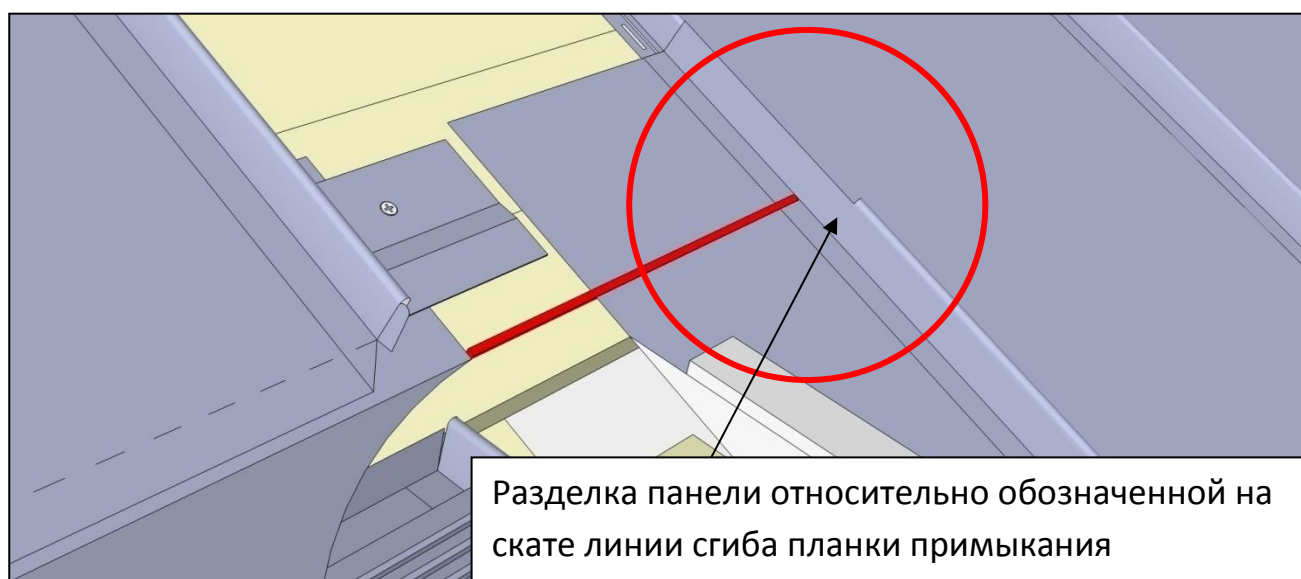 Разделка панели относительно обозначенной на
скате линии сгиба планки примыкания